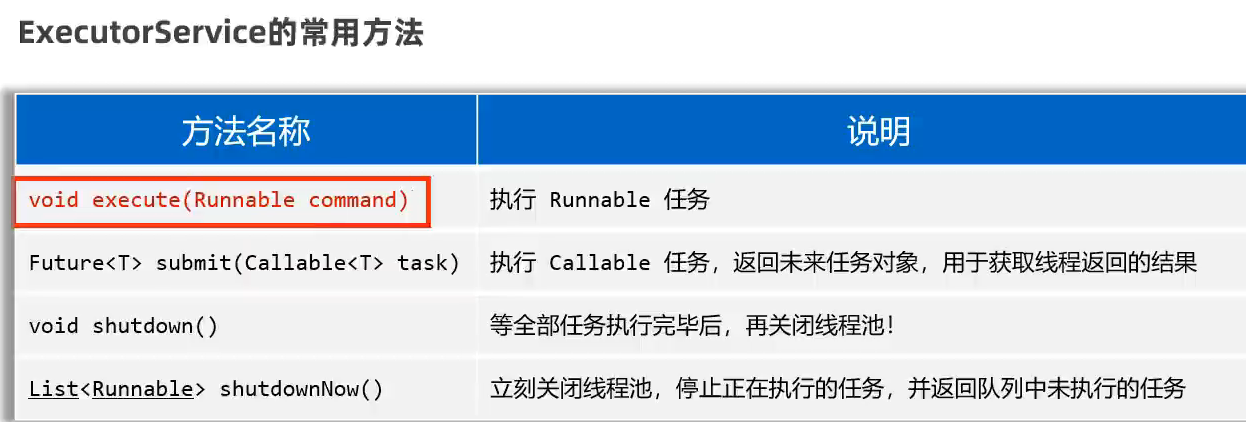 ExecutorService的常用方法
方法名称 说明
void execute(Runnable command) 执行 Runnable 任务
Future<T> submit(Callable<T> task) 执行 Callable 任务，返回未来任务对象，用于获取线程返回的结果
void shutdown() 等全部任务执行完毕后，再关闭线程池！
List<Runnable> shutdownNow() 立刻关闭线程池，停止正在执行的任务，并返回队列中未执行的任务